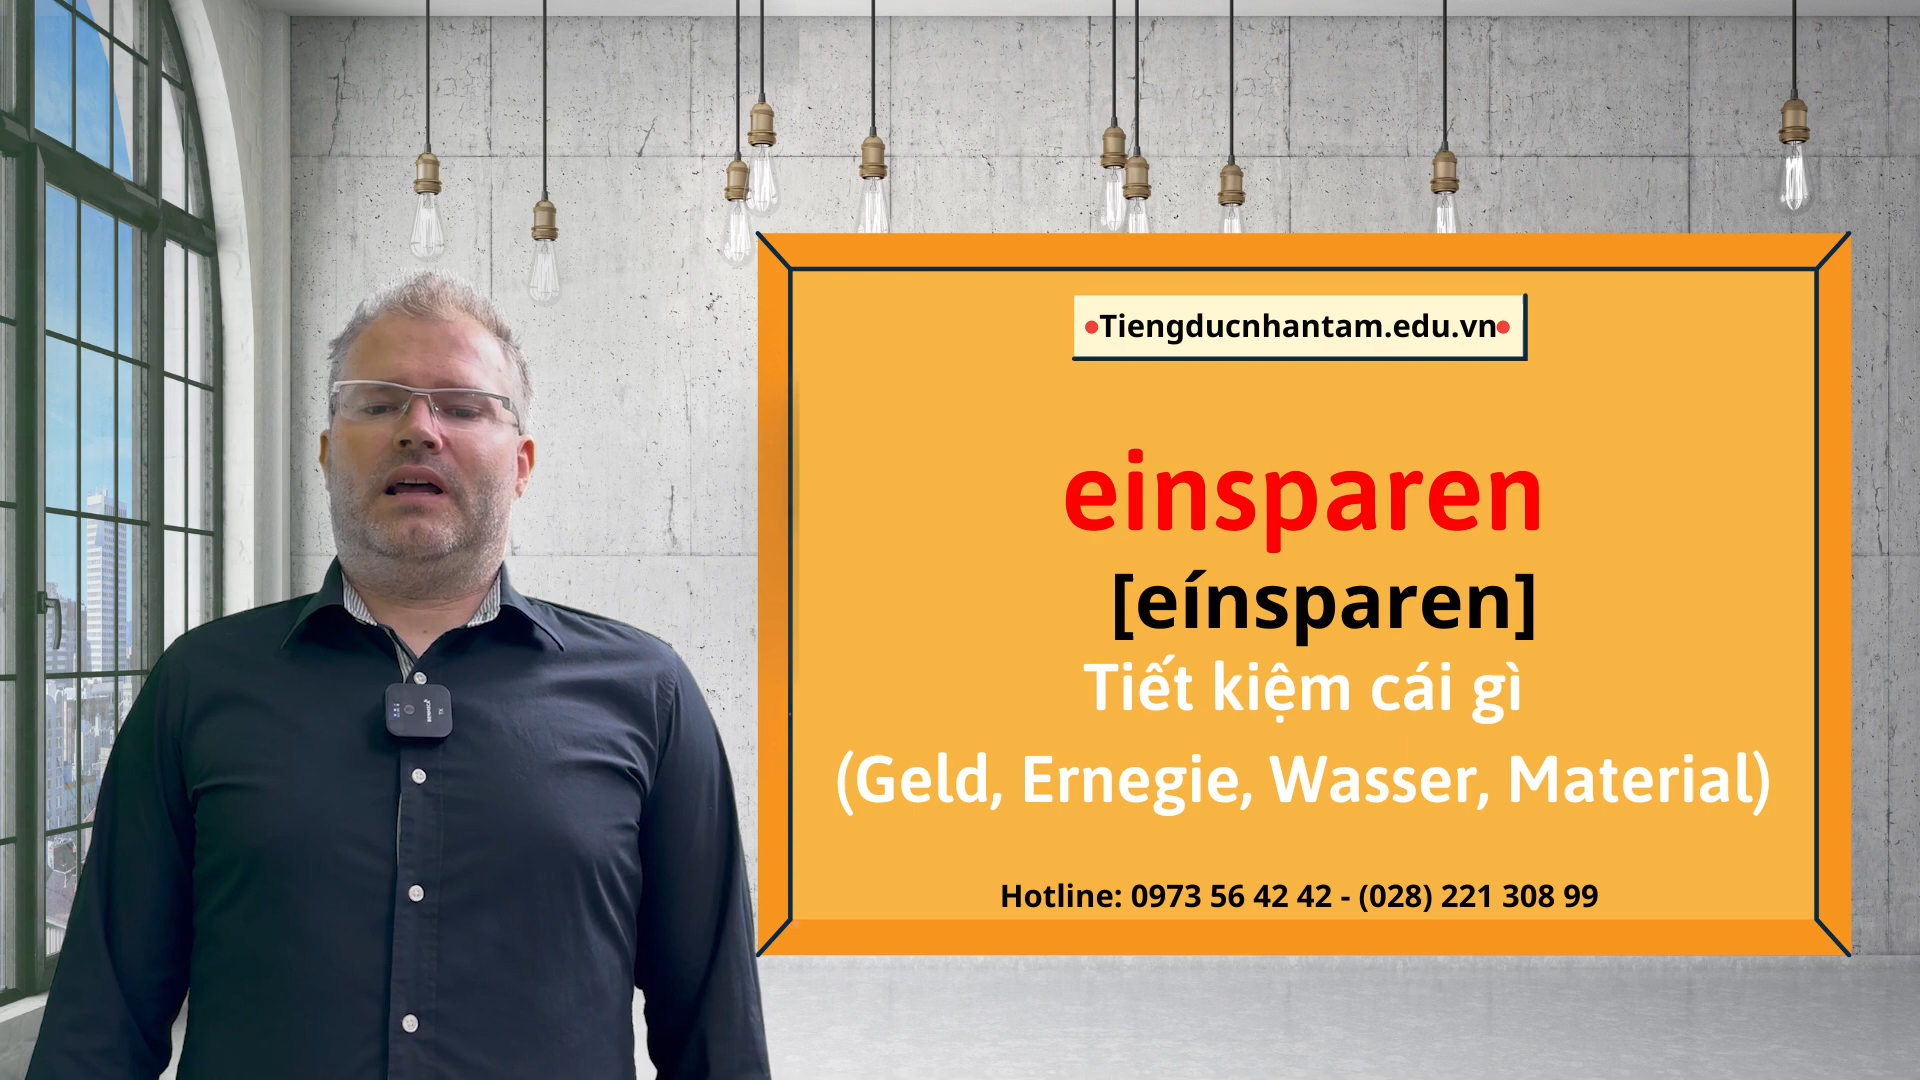 Tiengducnhantam.edu.vn
einsparen
[eínsparen]
Tiết kiệm cái gì
(Geld, Ernegie, Wasser, Material)
Hotline: 0973 56 42 42 - (028) 221 308 99
TX